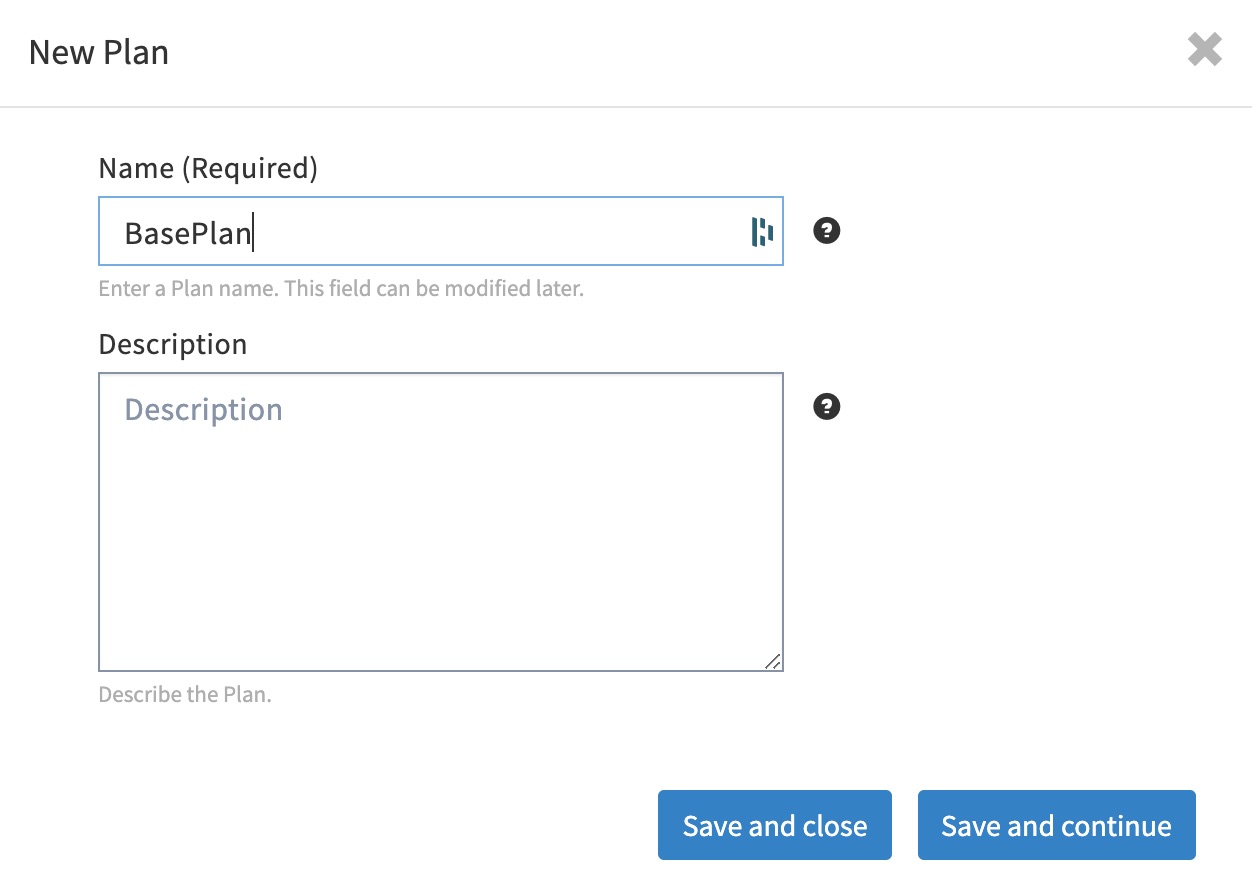 New Plan
Name (Required)
BasePlan
Enter a Plan name. This field can be modified later.
Description
Description
Describe the Plan.
Save and close
Save and continue